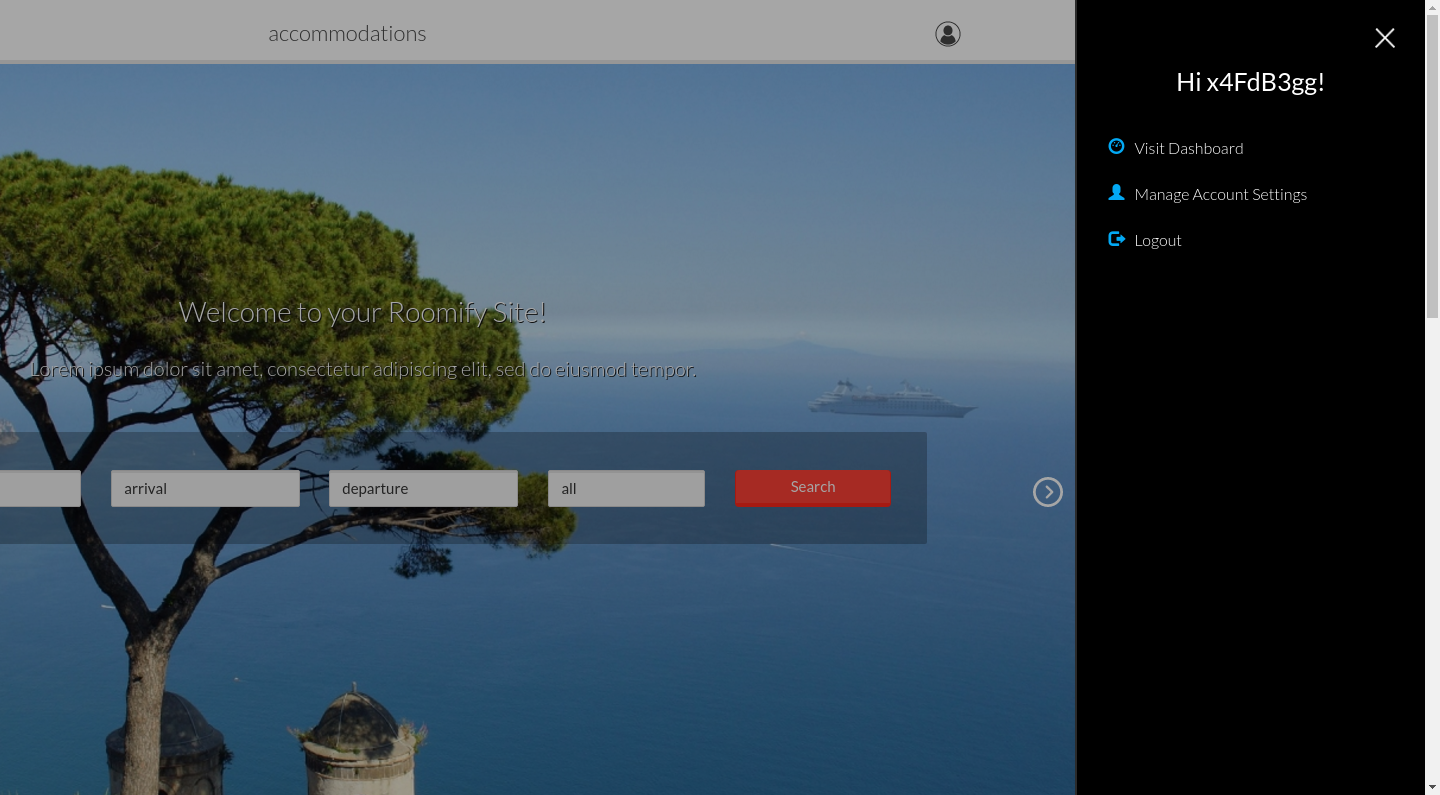 accommodations
Hi x4FdB3gg!
Visit Dashboard
Manage Account Settings
Logout
Welcome to your Roomify Site!
Lorem ipsum dolor sit amet, consectetur adipiscing elit, sed do eiusmod tempor.
arrival
departure
all
Search